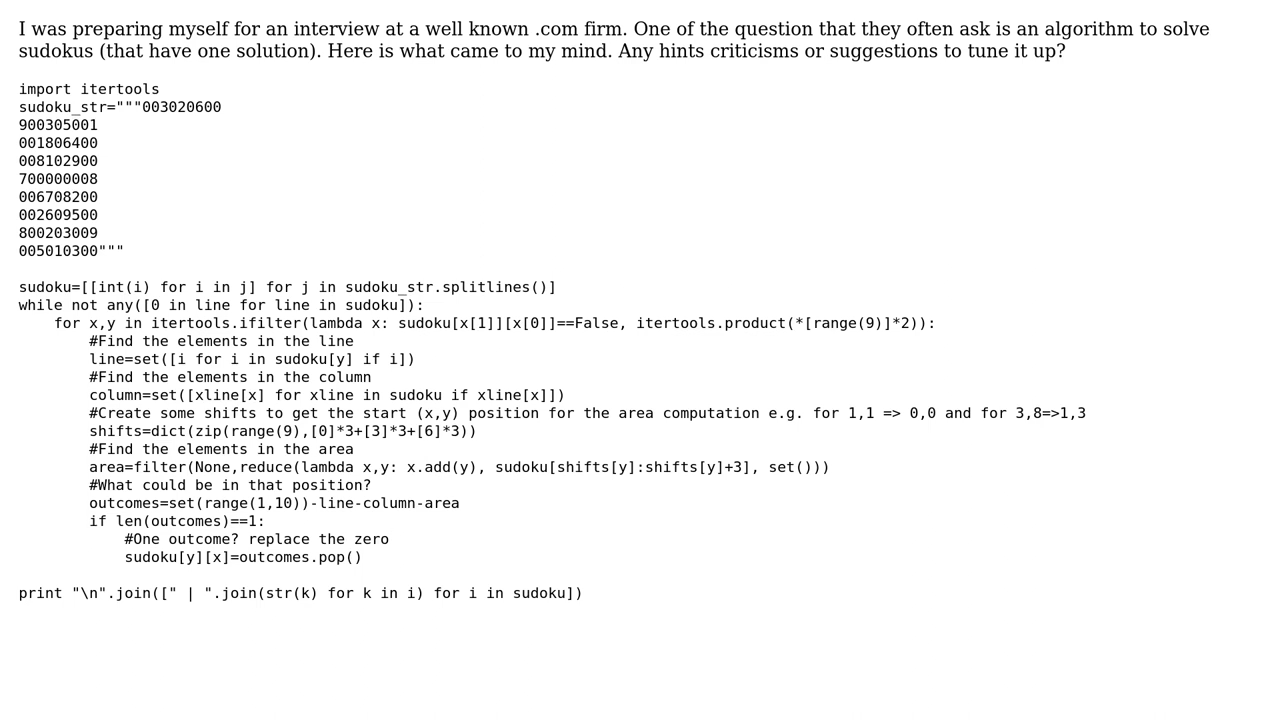 I was preparing myself for an interview at a well known .com firm. One of the question that they often ask is an algorithm to solve
sudokus (that have one solution). Here is what came to my mind. Any hints criticisms or suggestions to tune it up?
import itertools
sudoku_str="""003020600
900305001
001806400
008102900
700000008
006708200
002609500
800203009
005010300"""
sudoku=[[int(i) for i in j] for j in sudoku_str.splitlines()]
while not any([0 in line for line in sudoku]):
    for x,y in itertools.ifilter(lambda x: sudoku[x[1]][x[0]]==False, itertools.product(*[range(9)]*2)):
        #Find the elements in the line
        line=set([i for i in sudoku[y] if i])
        #Find the elements in the column
        column=set([xline[x] for xline in sudoku if xline[x]])
        #Create some shifts to get the start (x,y) position for the area computation e.g. for 1,1 => 0,0 and for 3,8=>1,3
        shifts=dict(zip(range(9),[0]*3+[3]*3+[6]*3))
        #Find the elements in the area
        area=filter(None,reduce(lambda x,y: x.add(y), sudoku[shifts[y]:shifts[y]+3], set()))
        #What could be in that position?
        outcomes=set(range(1,10))-line-column-area
        if len(outcomes)==1:
            #One outcome? replace the zero
            sudoku[y][x]=outcomes.pop()
print "\n".join([" | ".join(str(k) for k in i) for i in sudoku])